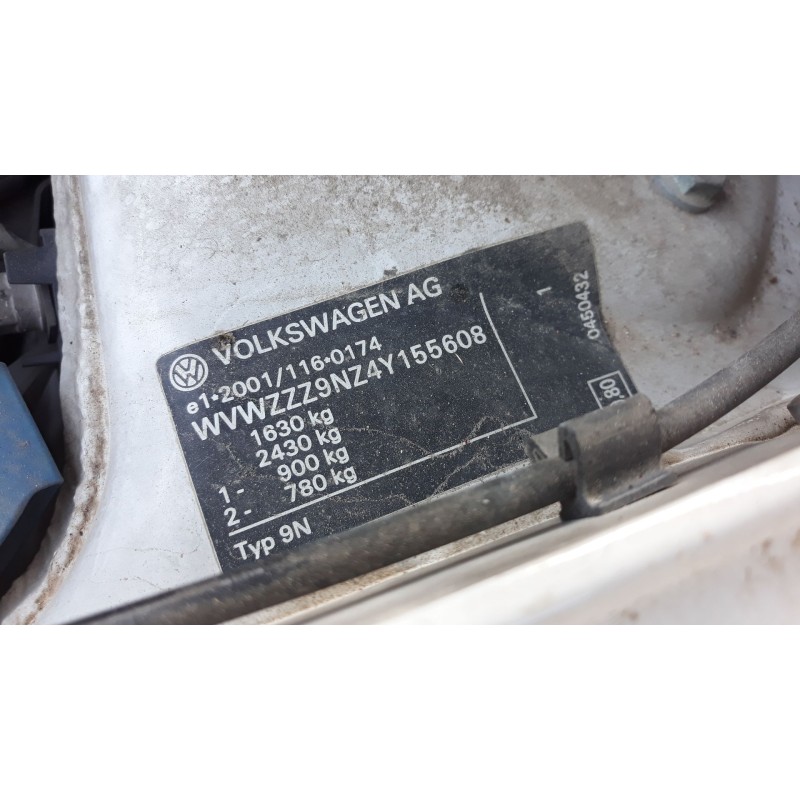 VOLKSWAGEN AG
e1*2001/116*0174
WVWZZZ9NZ4Y155608
1630 kg
2430 kg
1- 900 kg
2- 780 kg
Typ 9N
1
0460432